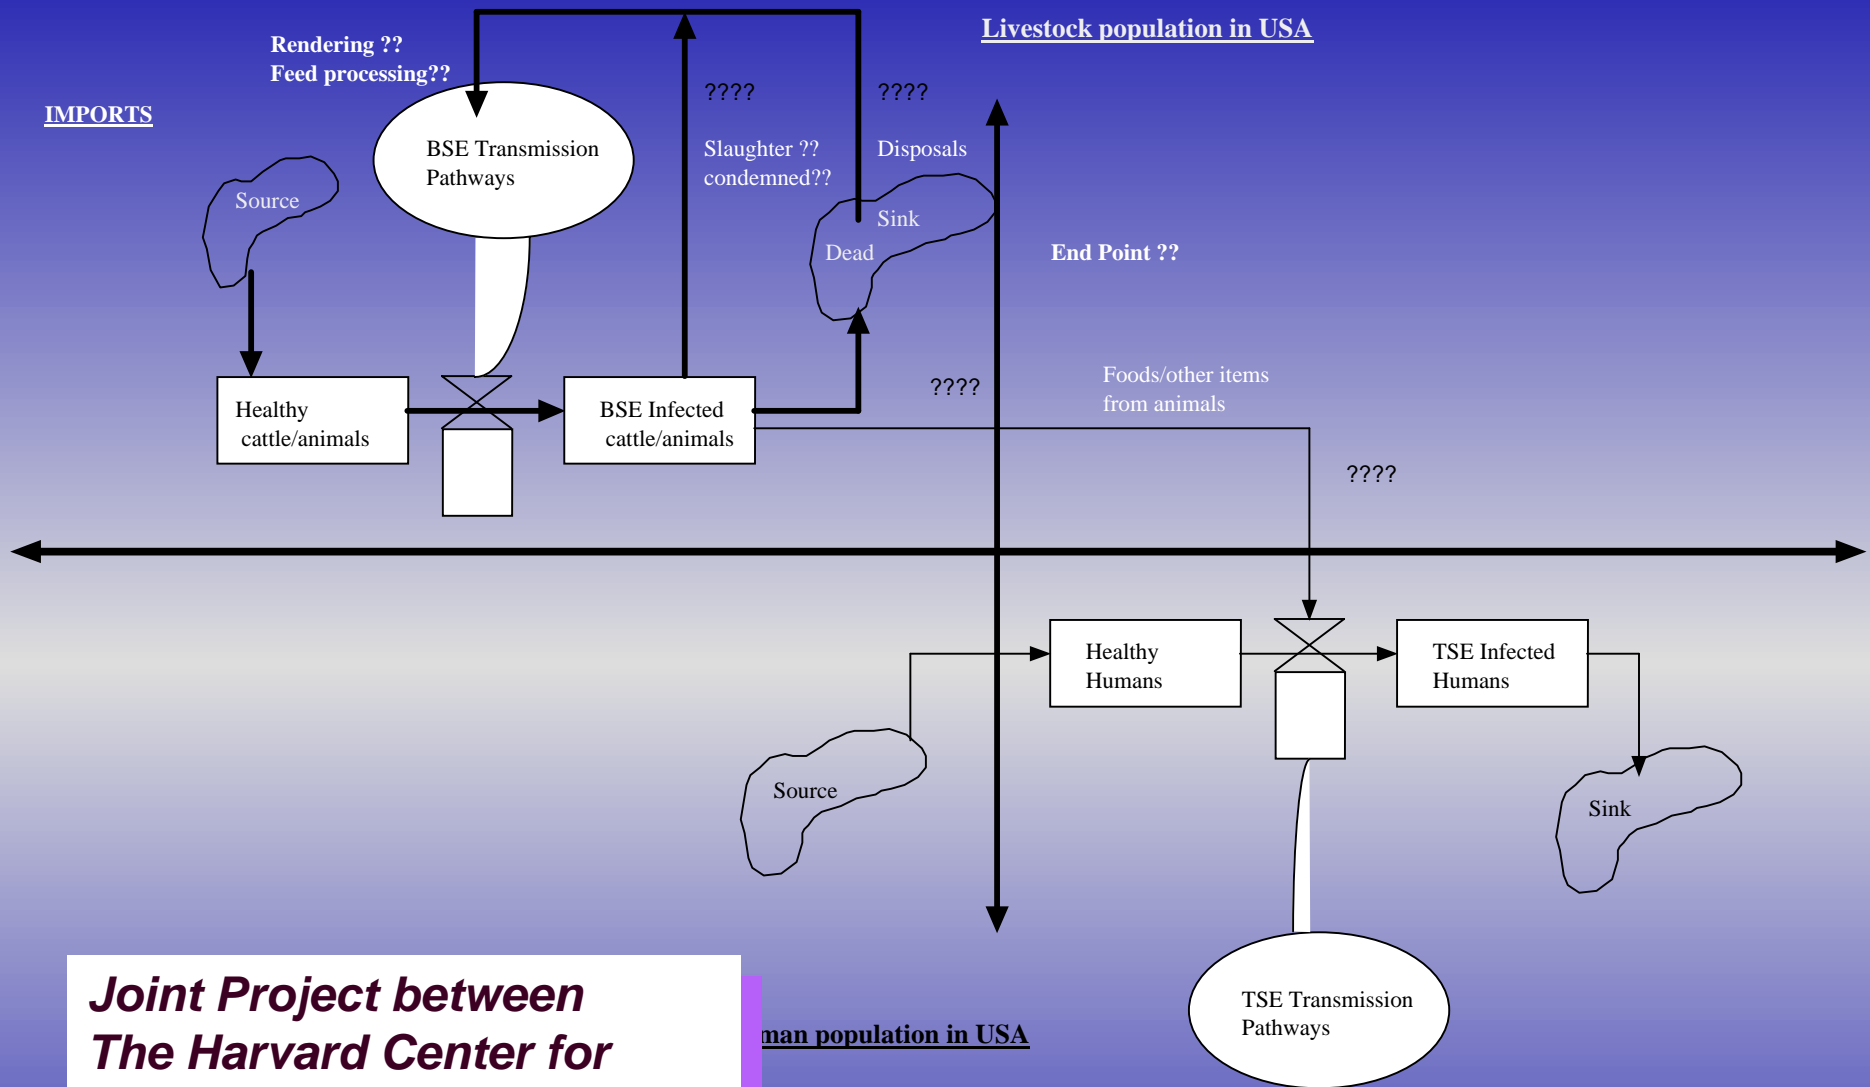 Livestock population in USA
Rendering ??
Feed processing??
IMPORTS
????
????
BSE Transmission
Pathways
Slaughter ??
condemned??
Disposals
Source
Sink
Dead
End Point ??
Healthy
cattle/animals
BSE Infected
cattle/animals
????
Foods/other items
from animals
????
Healthy
Humans
TSE Infected
Humans
Source
Sink
TSE Transmission
Pathways
Joint Project between
The Harvard Center for
man population in USA